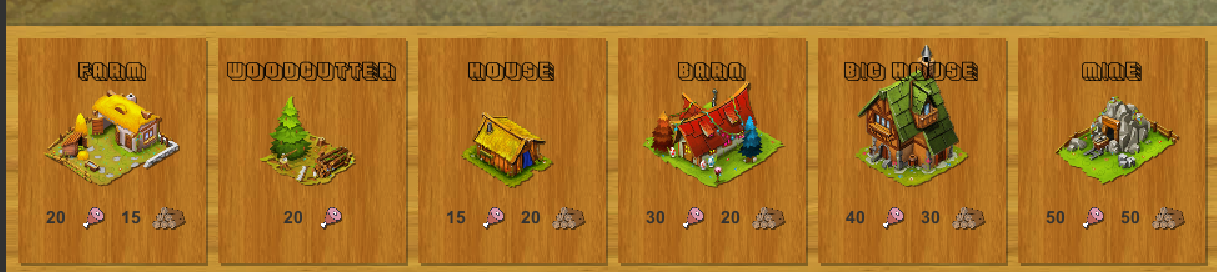 FARM
WOODCUTTER
HOUSE
BARN
BIG HOUSE
MINE
20 15
20
15 20
30 20
40 30
50 50